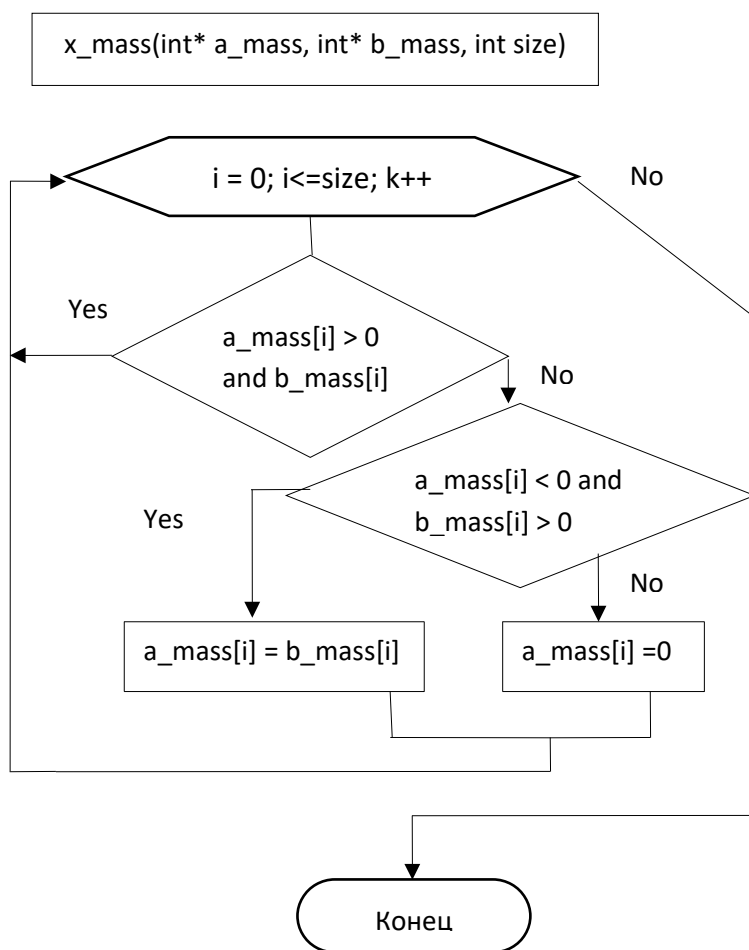 x_mass(int* a_mass, int* b_mass, int size)
i = 0; i<=size; k++
No
Yes
a_mass[i] > 0
and b_mass[i]
No
a_mass[i] < 0 and
b_mass[i] > 0
Yes
No
a_mass[i] = b_mass[i]
a_mass[i] =0
Конец